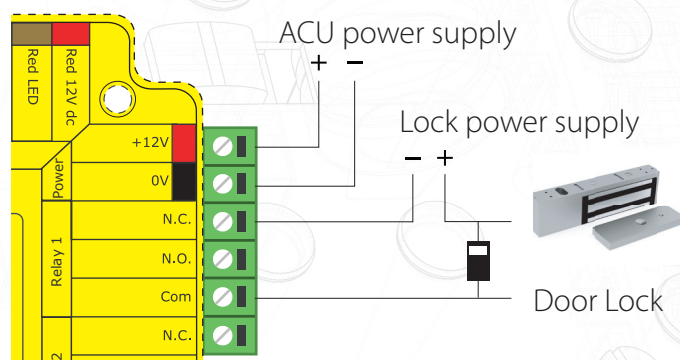 ACU power supply
+ −
Lock power supply
− +
Door Lock
Red LED
Red 12V dc
Power
+12V
0V
Relay 1
N.C.
N.O.
Com
2
N.C.